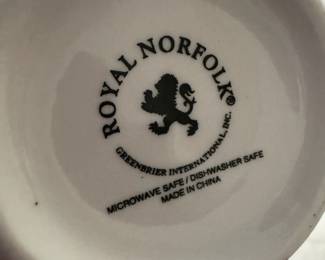 ROYAL NORFOLK®
GREENBRIER INTERNATIONAL, INC.
MICROWAVE SAFE / DISHWASHER SAFE
MADE IN CHINA